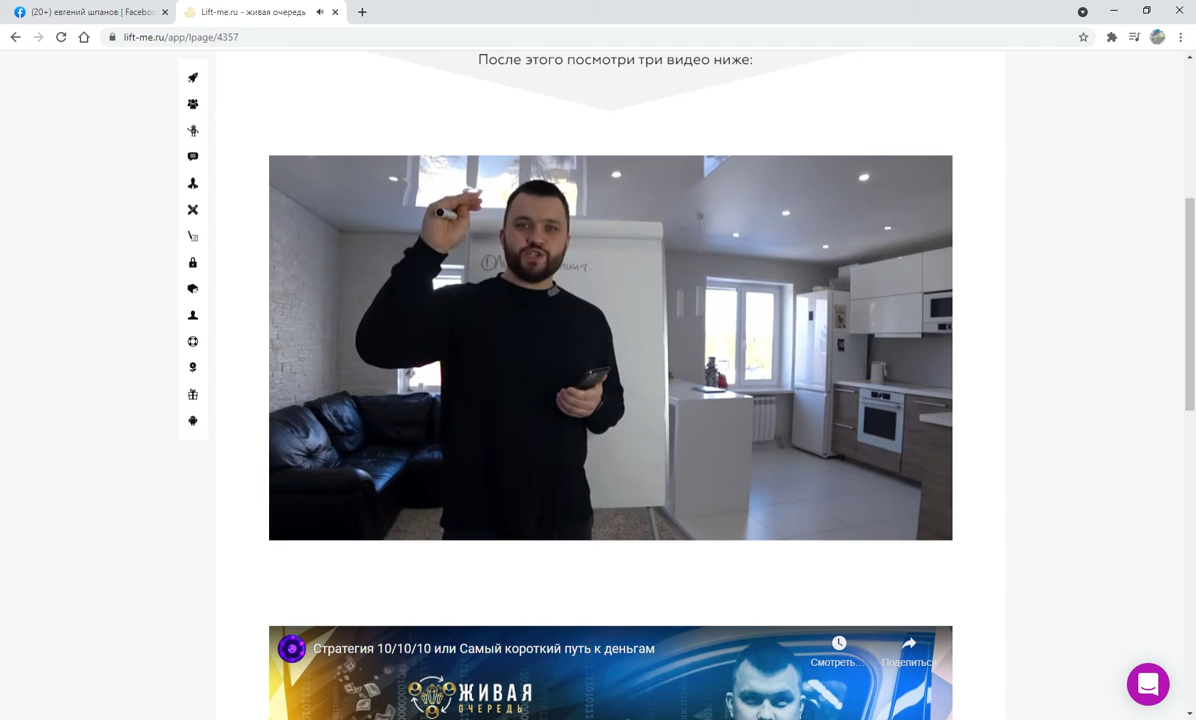 (20+) евгений шпанов | Facebo
Lift-me.ru - живая очередь
lift-me.ru/app/lpage/4357
После этого посмотри три видео ниже:
Стратегия 10/10/10 или Самый короткий путь к деньгам
Смотреть...
Поделиться
ЖИВАЯ
ОЧЕРЕДЬ